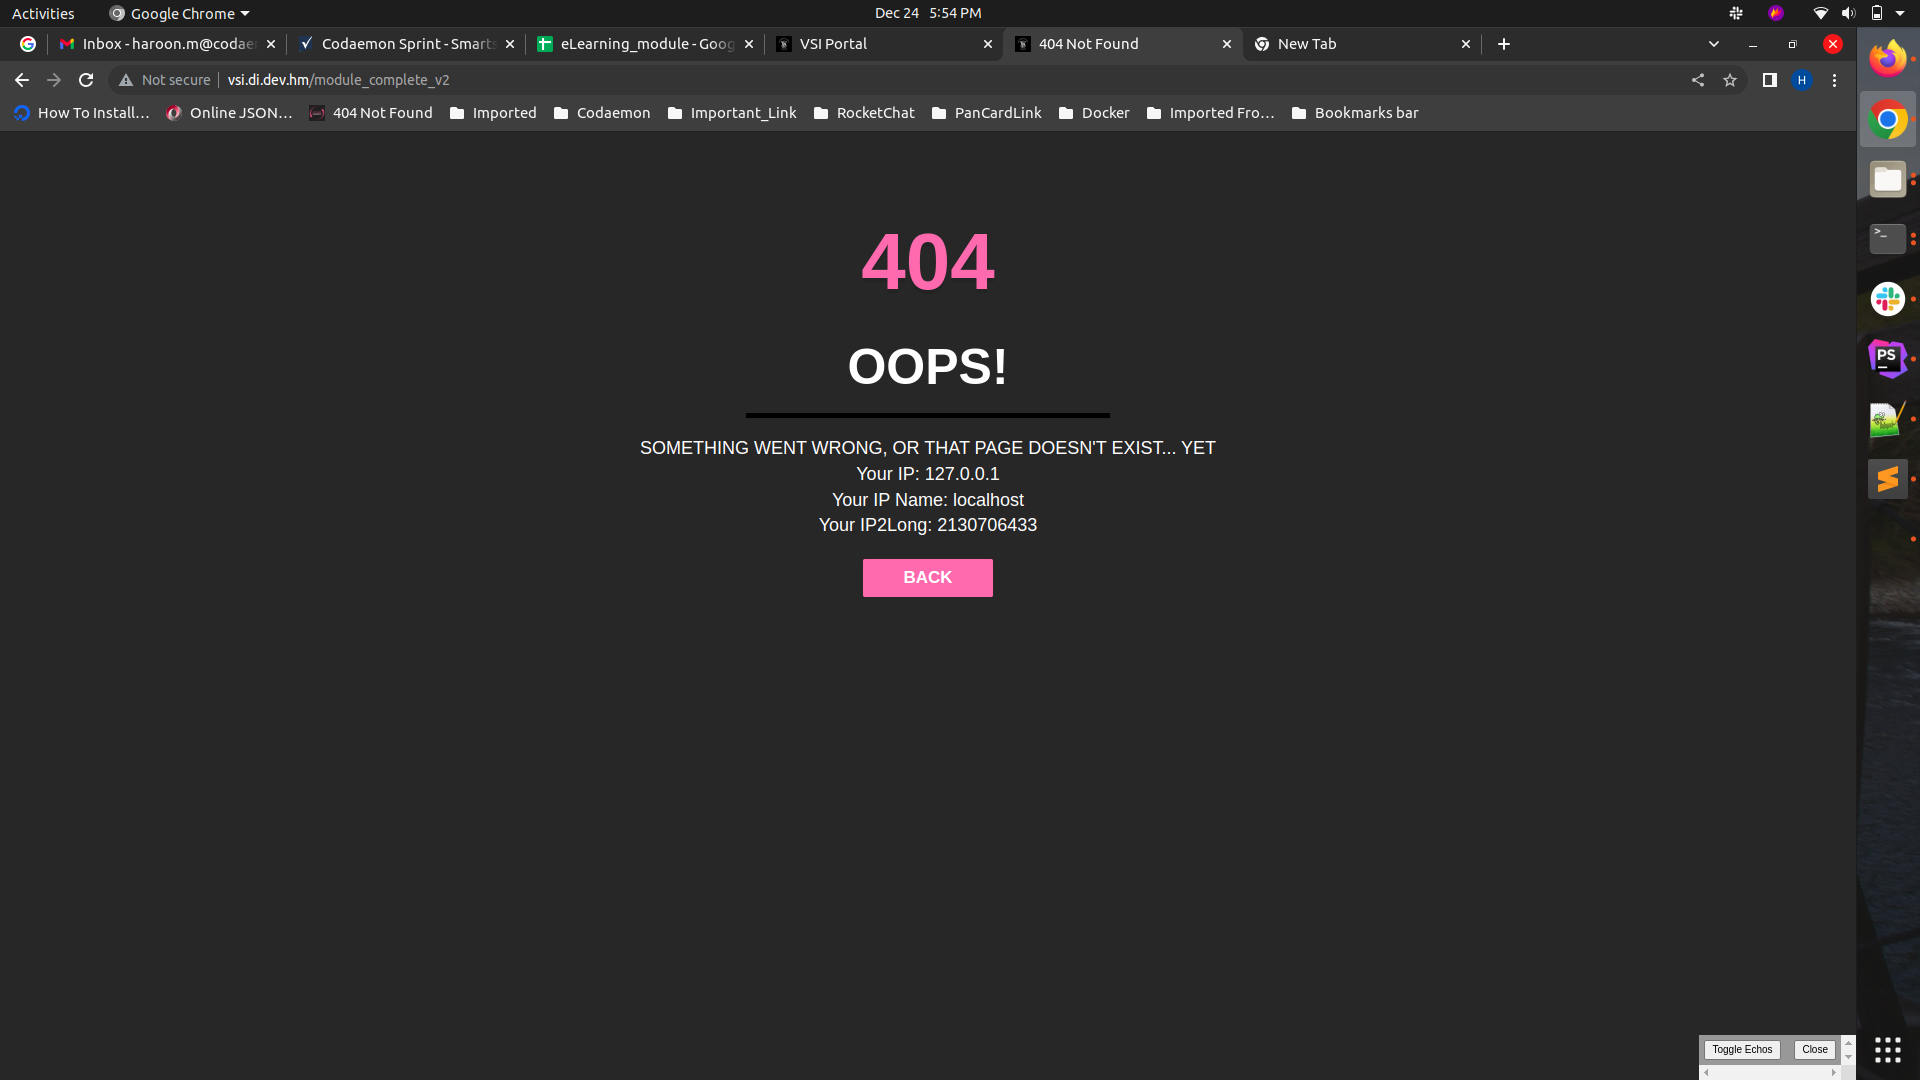 Activities
Google Chrome
Dec 24 5:54 PM
Inbox - haroon.m@codaem
Codaemon Sprint - Smarts
eLearning_module - Goog
VSI Portal
404 Not Found
New Tab
Not secure
vsi.di.dev.hm/module_complete_v2
H
How To Install…
Online JSON…
404 Not Found
Imported
Codaemon
Important_Link
RocketChat
PanCardLink
Docker
Imported Fro…
Bookmarks bar
404
OOPS!
SOMETHING WENT WRONG, OR THAT PAGE DOESN'T EXIST... YET
Your IP: 127.0.0.1
Your IP Name: localhost
Your IP2Long: 2130706433
BACK
PS
Toggle Echos
Close